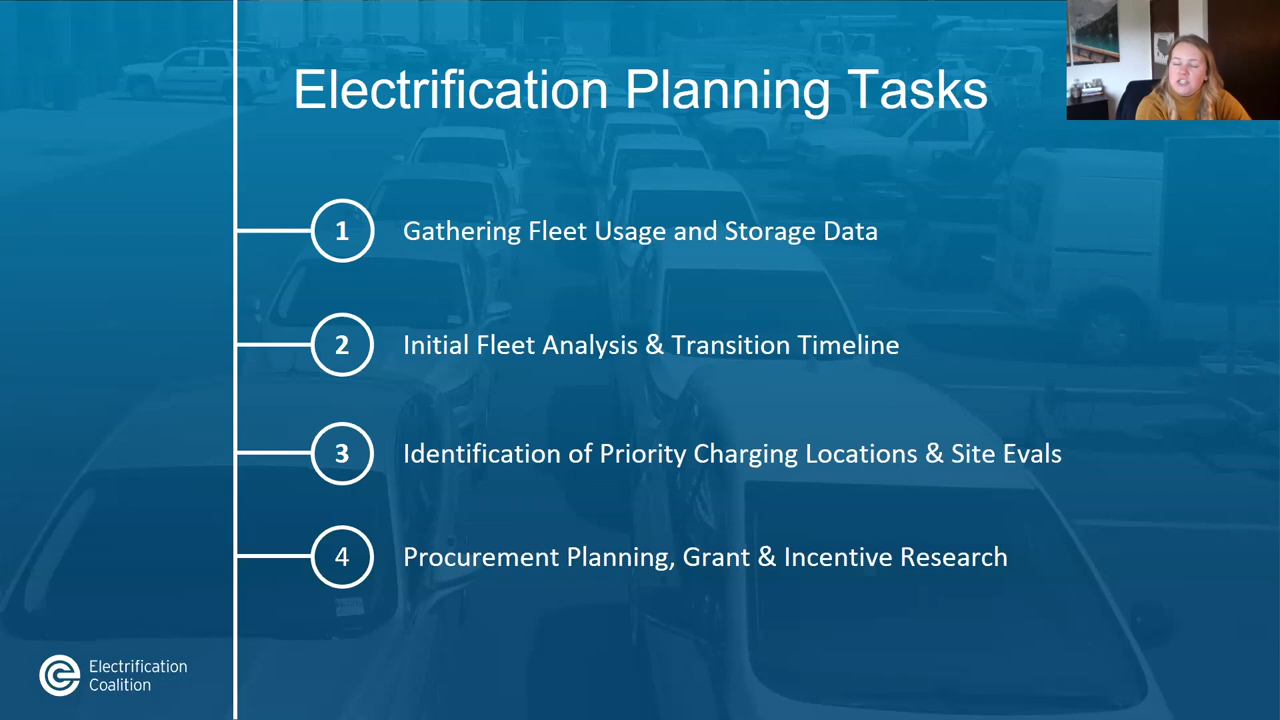 Electrification Planning Tasks
1 Gathering Fleet Usage and Storage Data
2 Initial Fleet Analysis & Transition Timeline
3 Identification of Priority Charging Locations & Site Evals
4 Procurement Planning, Grant & Incentive Research
Electrification
Coalition